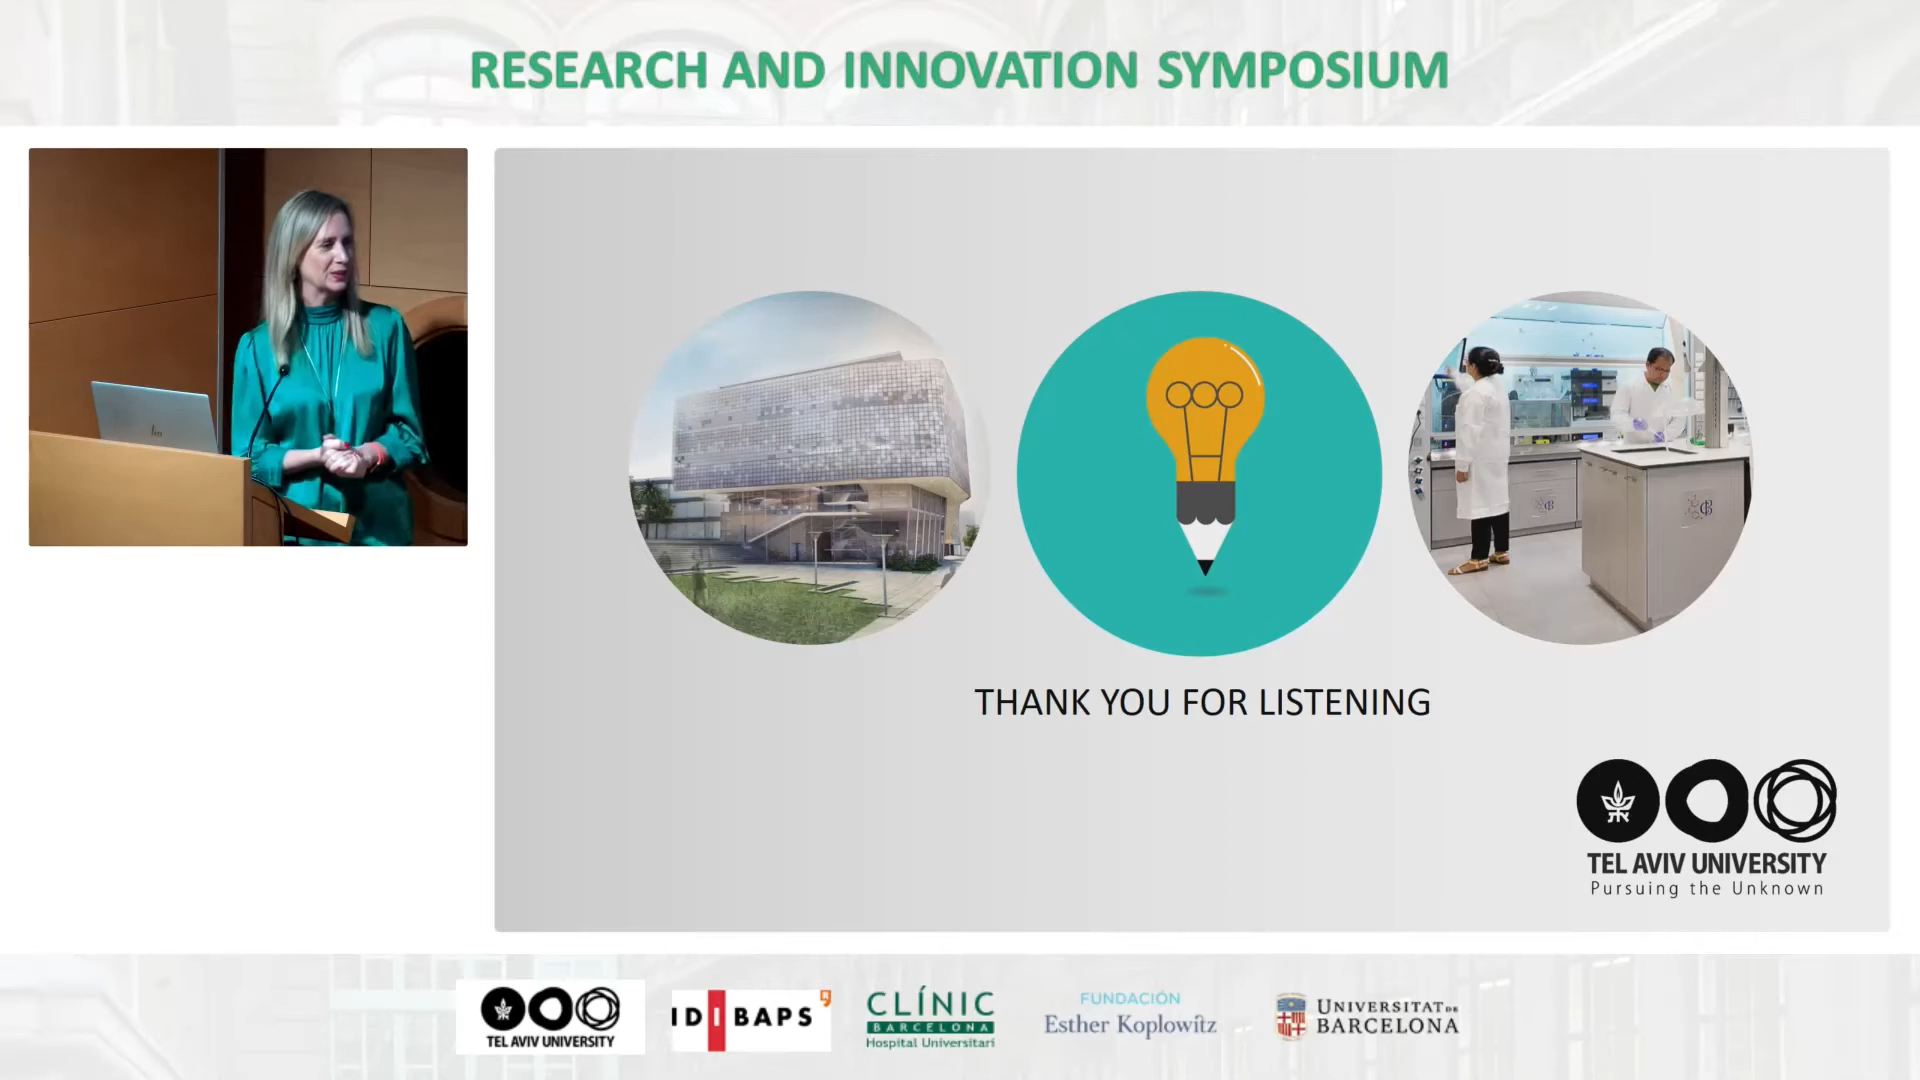 RESEARCH AND INNOVATION SYMPOSIUM
THANK YOU FOR LISTENING
TEL AVIV UNIVERSITY
Pursuing the Unknown
TEL AVIV UNIVERSITY
IDIBAPS
CLÍNIC
BARCELONA
Hospital Universitari
FUNDACIÓN
Esther Koplowitz
UNIVERSITAT DE
BARCELONA